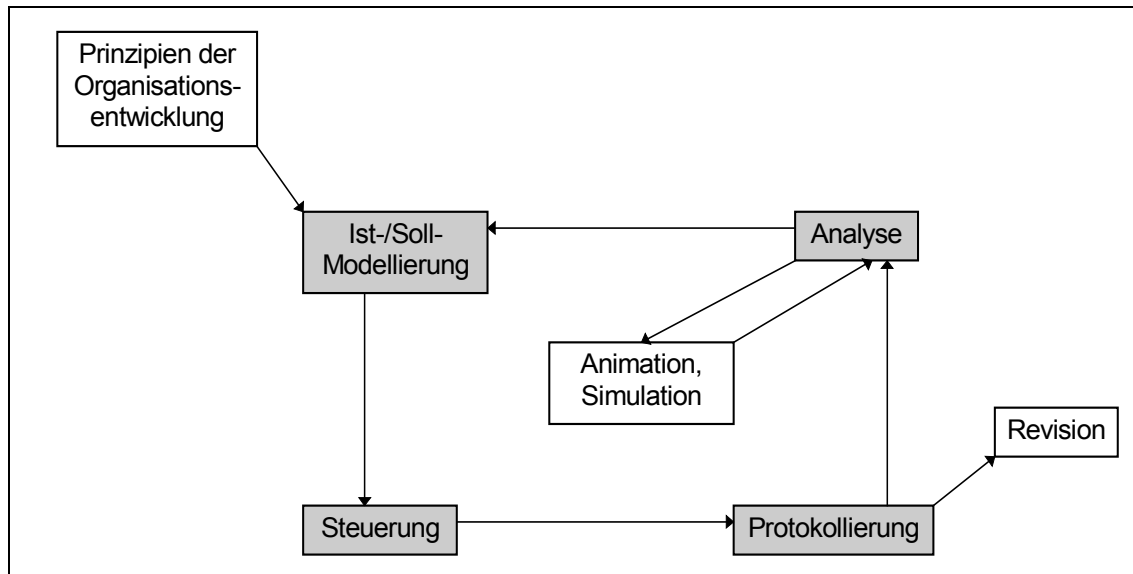 Prinzipien der
Organisations-
entwicklung
Ist-/Soll-
Modellierung
Analyse
Animation,
Simulation
Revision
Steuerung
Protokollierung